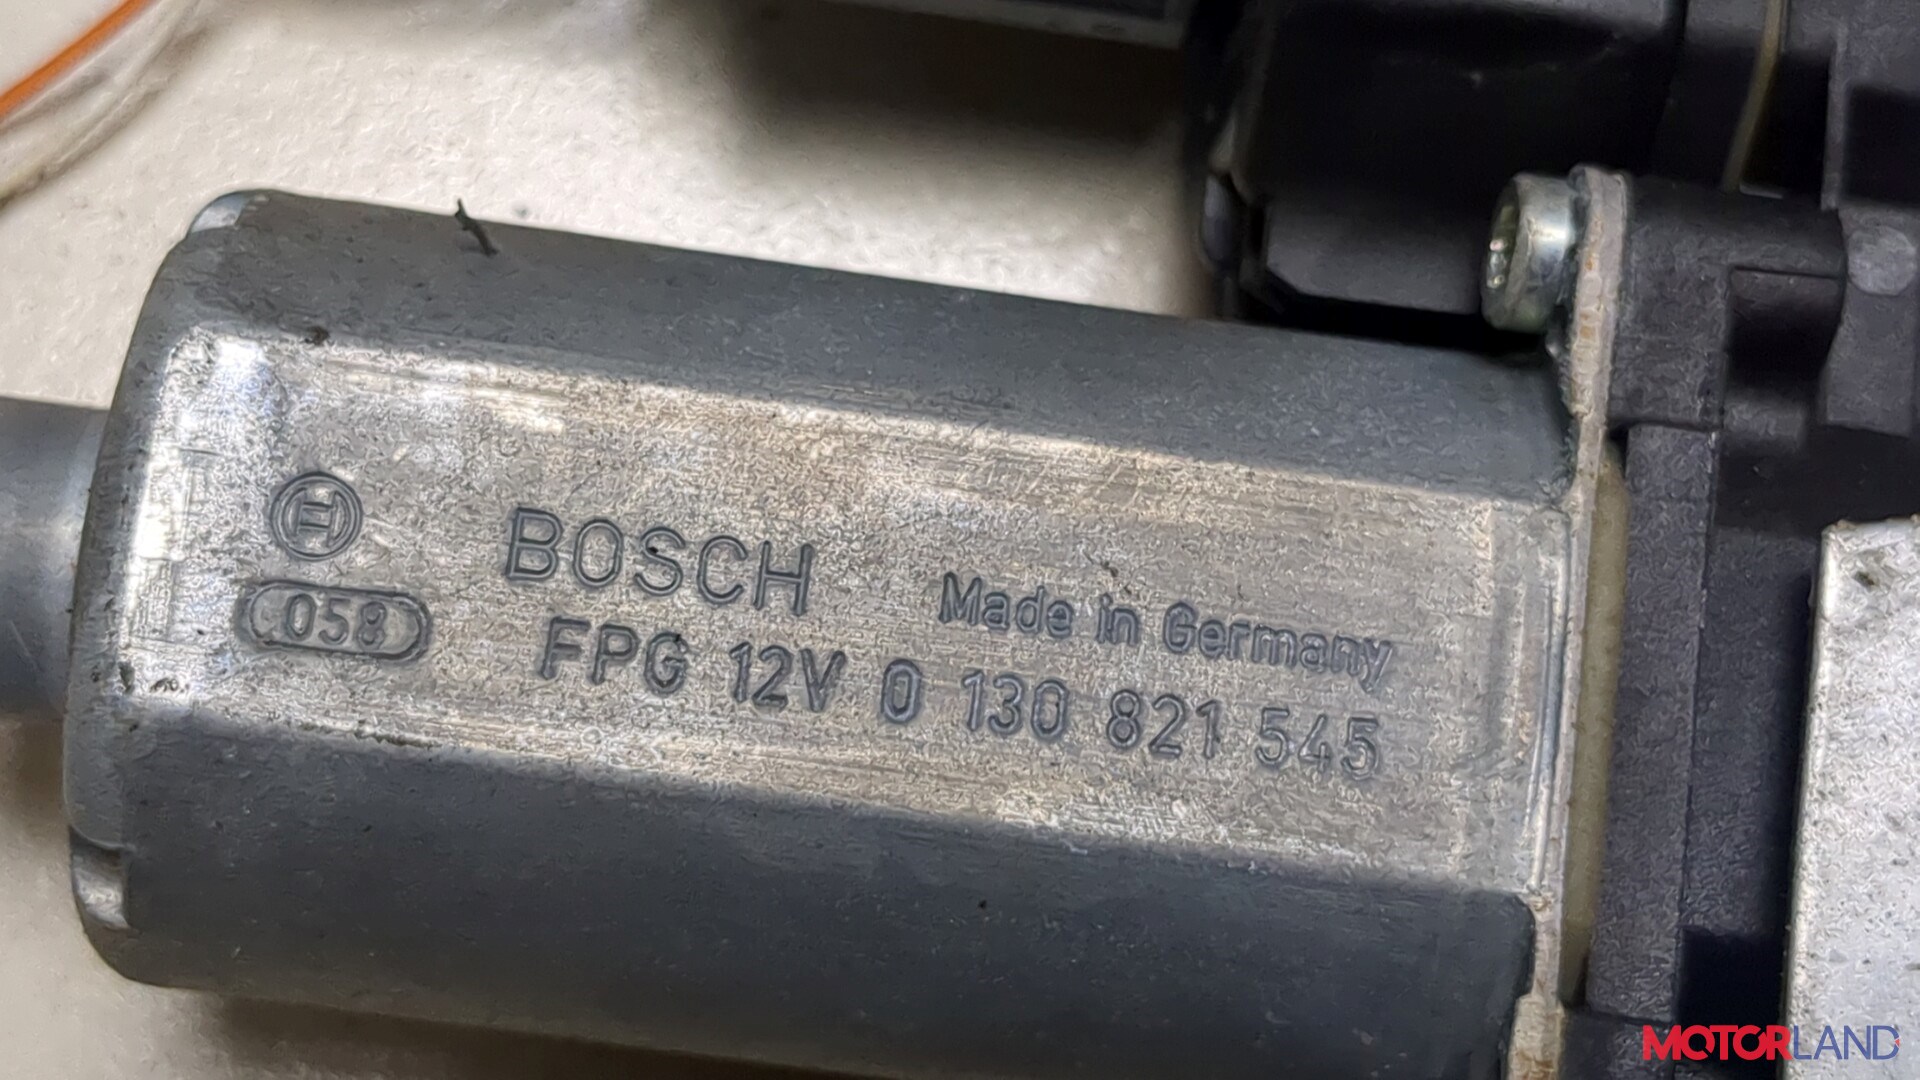 BOSCH
Made in Germany
058
FPG 12V 0 130 821 545
MOTORLAND